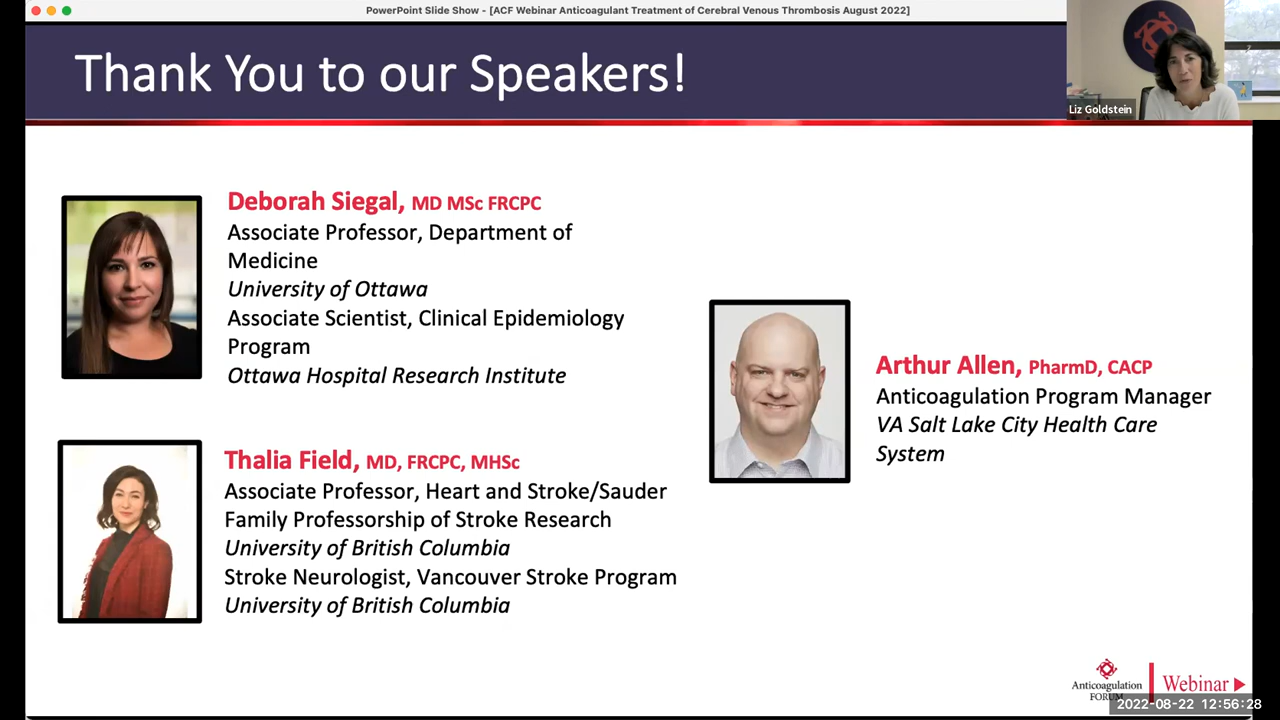 PowerPoint Slide Show - [ACF Webinar Anticoagulant Treatment of Cerebral Venous Thrombosis August 2022]
Thank You to our Speakers!
Liz Goldstein
Deborah Siegal, MD MSc FRCPC
Associate Professor, Department of
Medicine
University of Ottawa
Associate Scientist, Clinical Epidemiology
Program
Ottawa Hospital Research Institute
Thalia Field, MD, FRCPC, MHSc
Associate Professor, Heart and Stroke/Sauder
Family Professorship of Stroke Research
University of British Columbia
Stroke Neurologist, Vancouver Stroke Program
University of British Columbia
Arthur Allen, PharmD, CACP
Anticoagulation Program Manager
VA Salt Lake City Health Care
System
Anticoagulation
FORUM
Webinar
2022-08-22 12:56:28